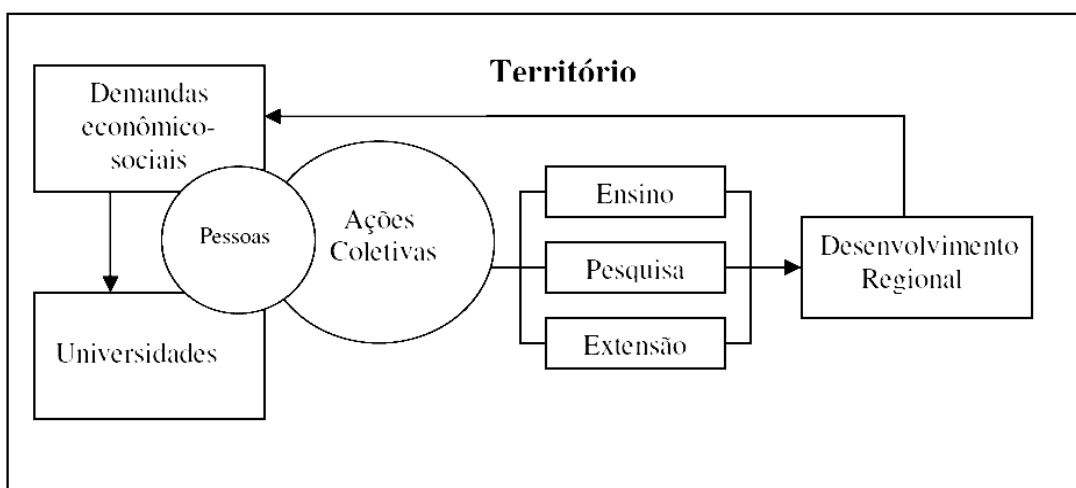 Território
Demandas
econômico-
sociais
Pessoas
Ações
Coletivas
Universidades
Ensino
Pesquisa
Extensão
Desenvolvimento
Regional